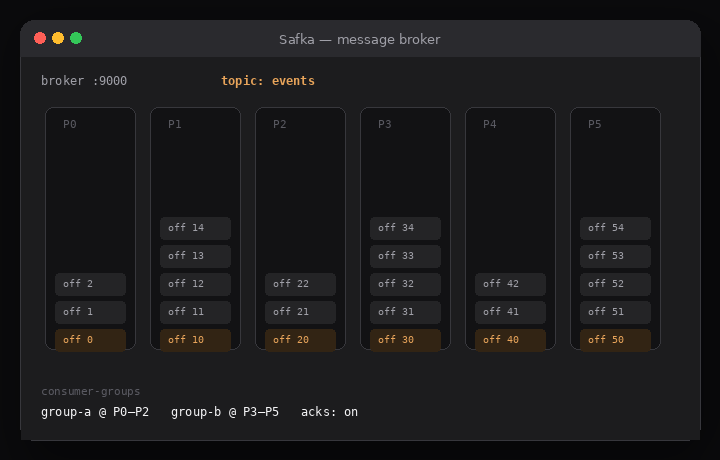 Safka — message broker
broker :9000 topic: events
P0 P1 P2 P3 P4 P5
off 14 off 34 off 54
off 13 off 33 off 53
off 2 off 12 off 22 off 32 off 42 off 52
off 1 off 11 off 21 off 31 off 41 off 51
off 0 off 10 off 20 off 30 off 40 off 50
consumer-groups
group-a @ P0–P2 group-b @ P3–P5 acks: on